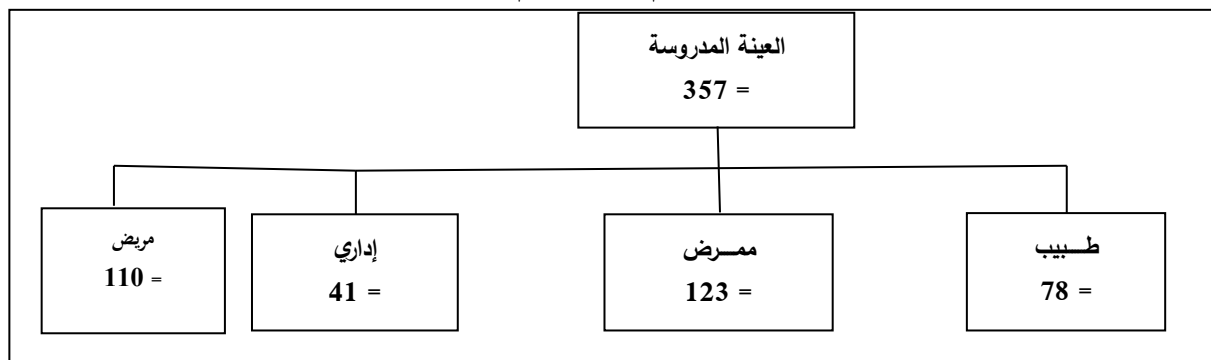 العينة المدروسة
= 357
طـــبيب
= 78
ممـــرض
= 123
إداري
= 41
مريض
= 110